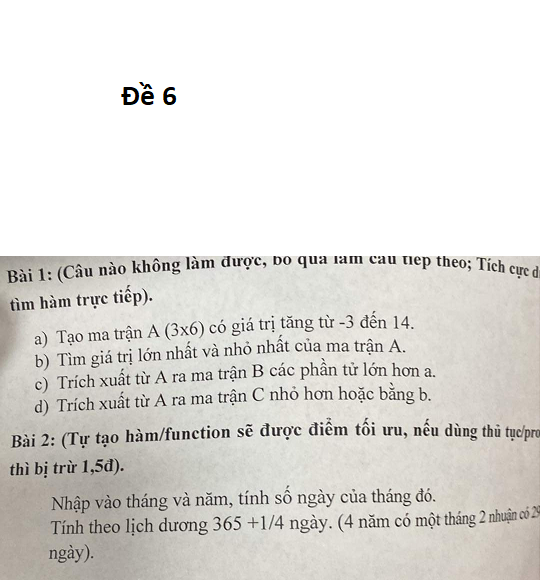 Đề 6
Bài 1: (Câu nào không làm được, bỏ qua làm câu tiếp theo; Tích cực
tìm hàm trực tiếp).
a) Tạo ma trận A (3x6) có giá trị tăng từ -3 đến 14.
b) Tìm giá trị lớn nhất và nhỏ nhất của ma trận A.
c) Trích xuất từ A ra ma trận B các phần tử lớn hơn a.
d) Trích xuất từ A ra ma trận C nhỏ hơn hoặc bằng b.
Bài 2: (Tự tạo hàm/function sẽ được điểm tối ưu, nếu dùng thủ tục/pro
thì bị trừ 1,5đ).
Nhập vào tháng và năm, tính số ngày của tháng đó.
Tính theo lịch dương 365 +1/4 ngày. (4 năm có một tháng 2 nhuận có 29
ngày).